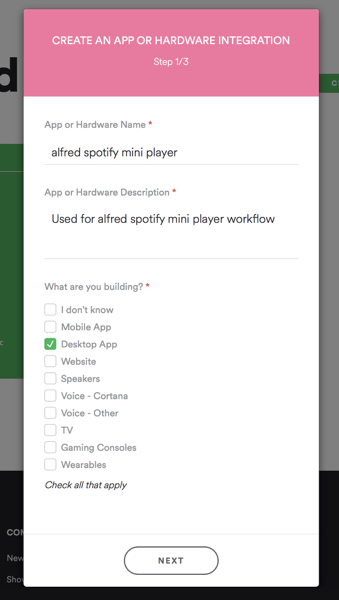 CREATE AN APP OR HARDWARE INTEGRATION
Step 1/3
App or Hardware Name *
alfred spotify mini player
App or Hardware Description *
Used for alfred spotify mini player workflow
What are you building? *
I don't know
Mobile App
Desktop App
Website
Speakers
Voice - Cortana
Voice - Other
TV
Gaming Consoles
Wearables
Check all that apply
NEXT